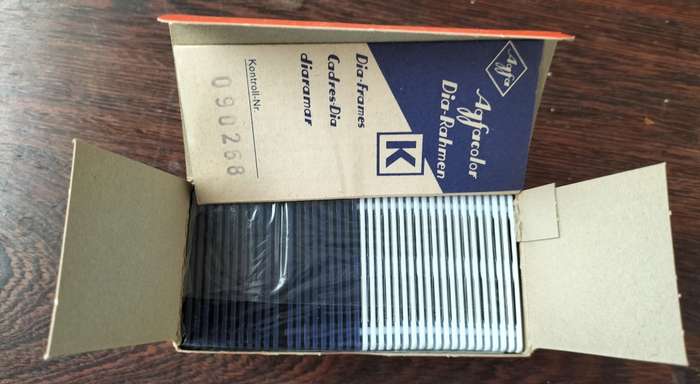 Agfa
Agfacolor
Dia-Rahmen
K
Dia-Frames
Cadres-Dia
diaramar
Kontroll-Nr.
090268